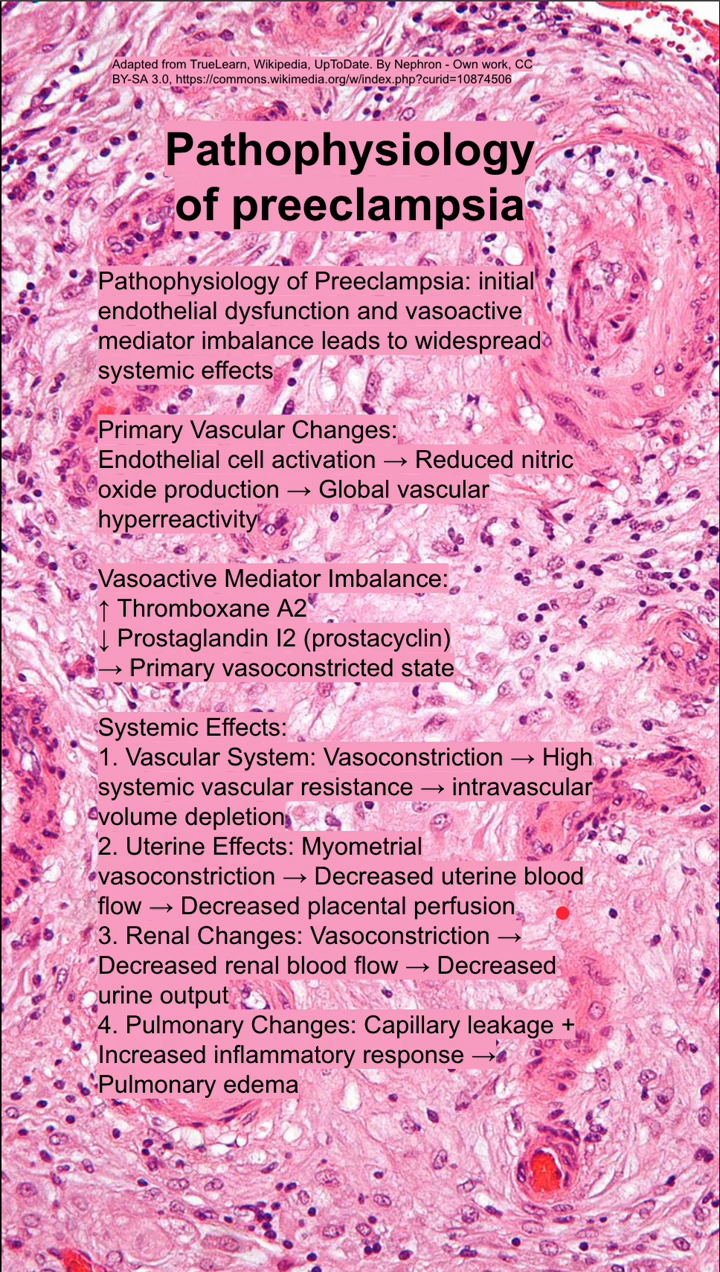 Adapted from TrueLearn, Wikipedia, UpToDate. By Nephron - Own work, CC
BY-SA 3.0, https://commons.wikimedia.org/w/index.php?curid=10874506
Pathophysiology
of preeclampsia
Pathophysiology of Preeclampsia: initial
endothelial dysfunction and vasoactive
mediator imbalance leads to widespread
systemic effects
Primary Vascular Changes:
Endothelial cell activation → Reduced nitric
oxide production → Global vascular
hyperreactivity
Vasoactive Mediator Imbalance:
↑ Thromboxane A2
↓ Prostaglandin I2 (prostacyclin)
→ Primary vasoconstricted state
Systemic Effects:
1. Vascular System: Vasoconstriction → High
systemic vascular resistance → intravascular
volume depletion
2. Uterine Effects: Myometrial
vasoconstriction → Decreased uterine blood
flow → Decreased placental perfusion
3. Renal Changes: Vasoconstriction →
Decreased renal blood flow → Decreased
urine output
4. Pulmonary Changes: Capillary leakage +
Increased inflammatory response →
Pulmonary edema